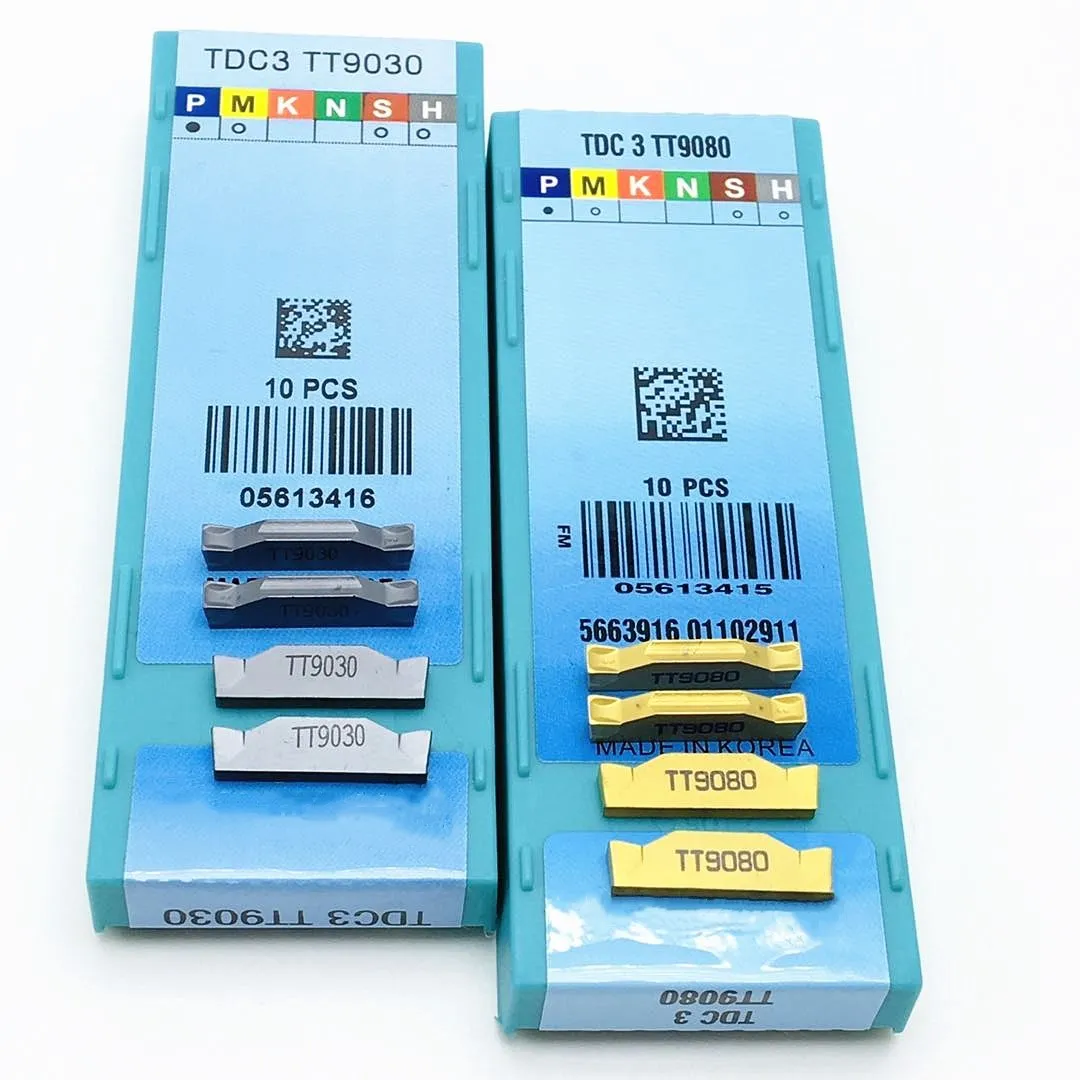 TDC3 TT9030
P M K N S H
10 PCS
05613416
TT9030
TT9030
TT9030
TT9030
TDC3 TT9030
TDC 3 TT9080
P M K N S H
10 PCS
FM
05613415
5663916 01102911
TT9080
TT9080
MADE IN KOREA
TT9080
TT9080
TDC 3
TT9080